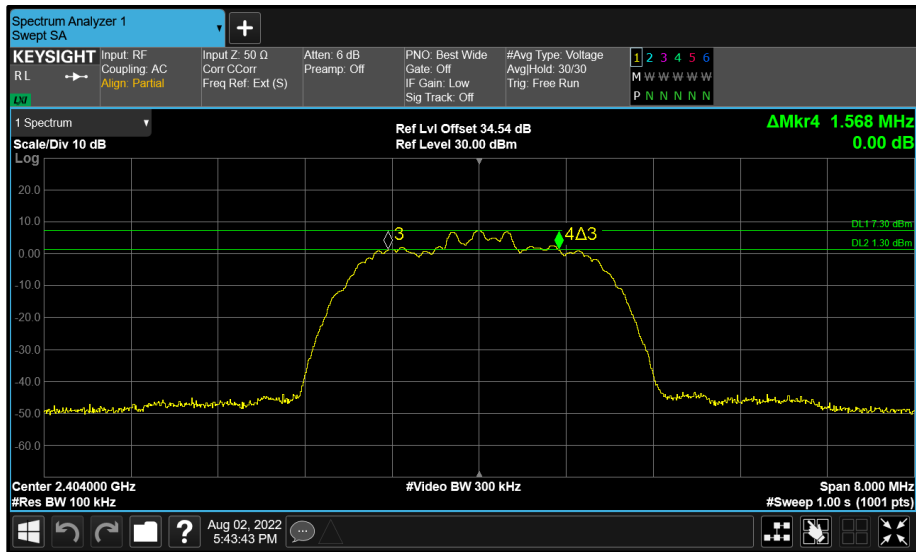 Spectrum Analyzer 1
Swept SA
+
KEYSIGHT
R L
LXI
Input: RF
Coupling: AC
Align: Partial
Input Z: 50 Ω
Corr CCorr
Freq Ref: Ext (S)
Atten: 6 dB
Preamp: Off
PNO: Best Wide
Gate: Off
IF Gain: Low
Sig Track: Off
#Avg Type: Voltage
Avg|Hold: 30/30
Trig: Free Run
1 2 3 4 5 6
M W W W W W
P N N N N N
1 Spectrum
Scale/Div 10 dB
Ref Lvl Offset 34.54 dB
Ref Level 30.00 dBm
ΔMkr4 1.568 MHz
0.00 dB
Log
20.0
10.0
0.00
-10.0
-20.0
-30.0
-40.0
-50.0
-60.0
3
4Δ3
DL1 7.30 dBm
DL2 1.30 dBm
Center 2.404000 GHz
#Video BW 300 kHz
Span 8.000 MHz
#Res BW 100 kHz
#Sweep 1.00 s (1001 pts)
?
Aug 02, 2022
5:43:43 PM